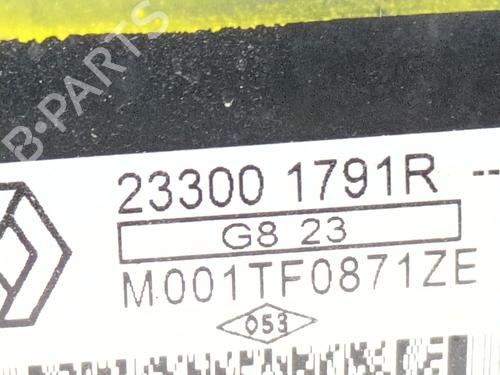 B-PARTS
23300 1791R --
G8 23
M001TF0871ZE
053